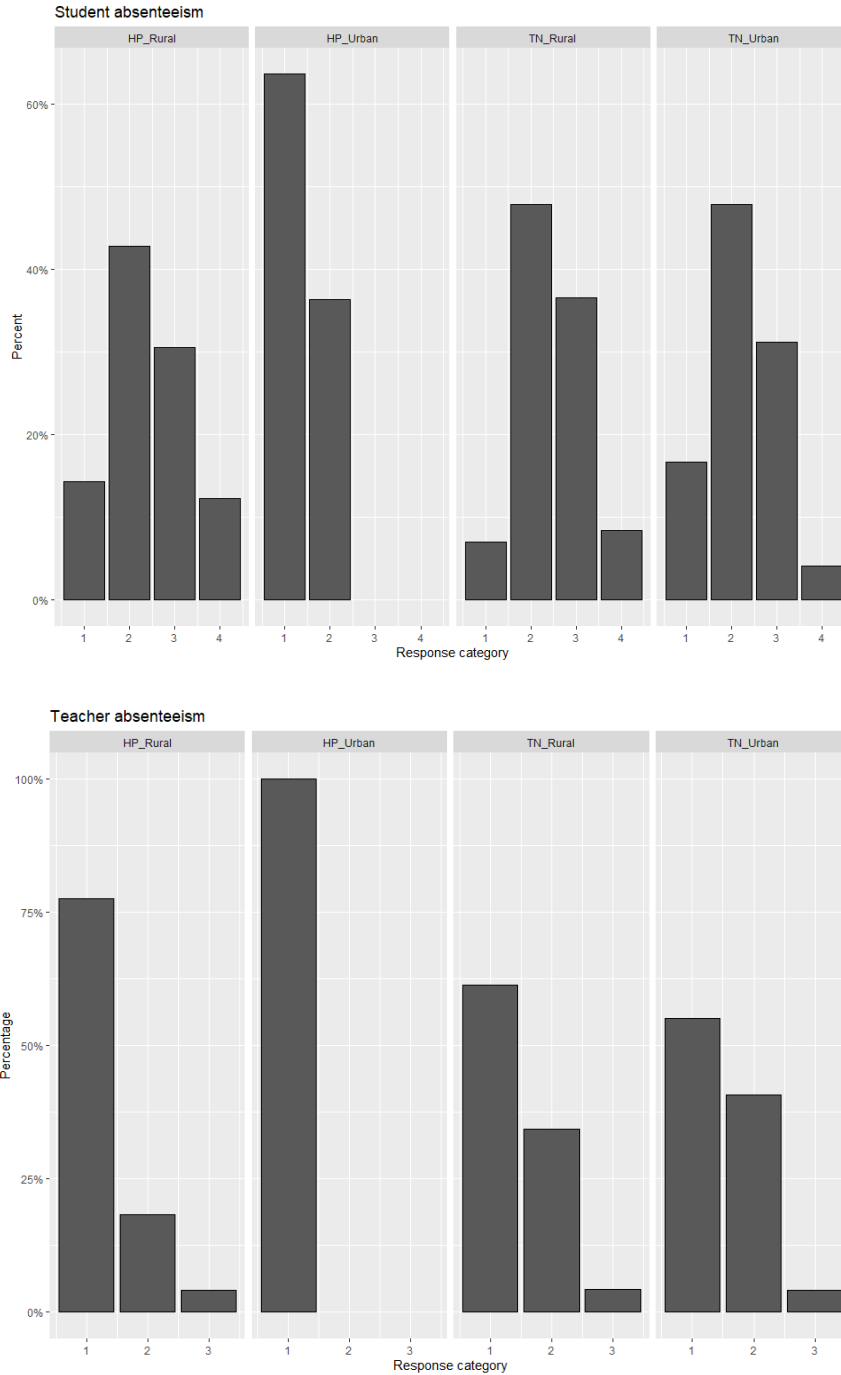 Student absenteeism
HP_Rural HP_Urban TN_Rural TN_Urban
Percent
60%
40%
20%
0%
1 2 3 4 1 2 3 4 1 2 3 4 1 2 3 4
Response category
Teacher absenteeism
HP_Rural HP_Urban TN_Rural TN_Urban
Percentage
100%
75%
50%
25%
0%
1 2 3 1 2 3 1 2 3 1 2 3
Response category